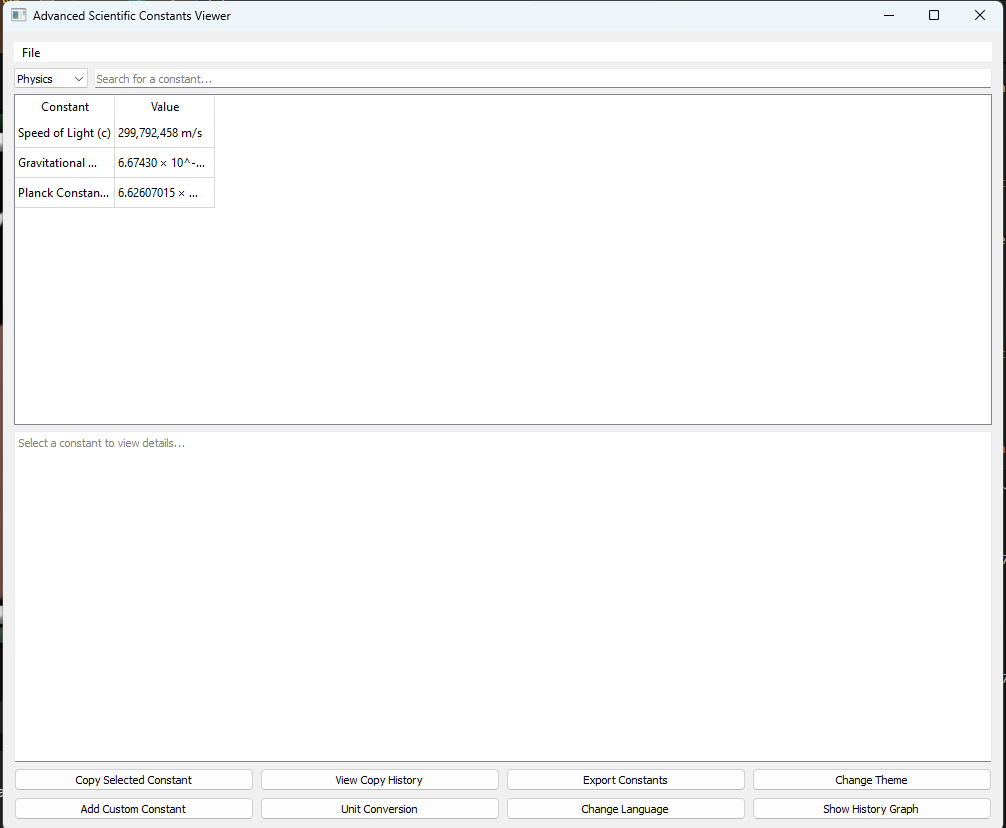 Advanced Scientific Constants Viewer
File
Physics Search for a constant...
Constant Value
Speed of Light (c) 299,792,458 m/s
Gravitational ... 6.67430 × 10^-...
Planck Constan... 6.62607015 × ...
Select a constant to view details...
Copy Selected Constant View Copy History Export Constants Change Theme
Add Custom Constant Unit Conversion Change Language Show History Graph